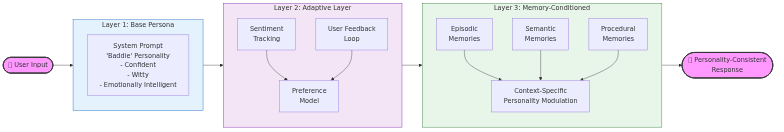 User Input
Layer 1: Base Persona
System Prompt
'Baddie' Personality
- Confident
- Witty
- Emotionally Intelligent
Layer 2: Adaptive Layer
Sentiment
Tracking
User Feedback
Loop
Preference
Model
Layer 3: Memory-Conditioned
Episodic
Memories
Semantic
Memories
Procedural
Memories
Context-Specific
Personality Modulation
Personality-Consistent
Response